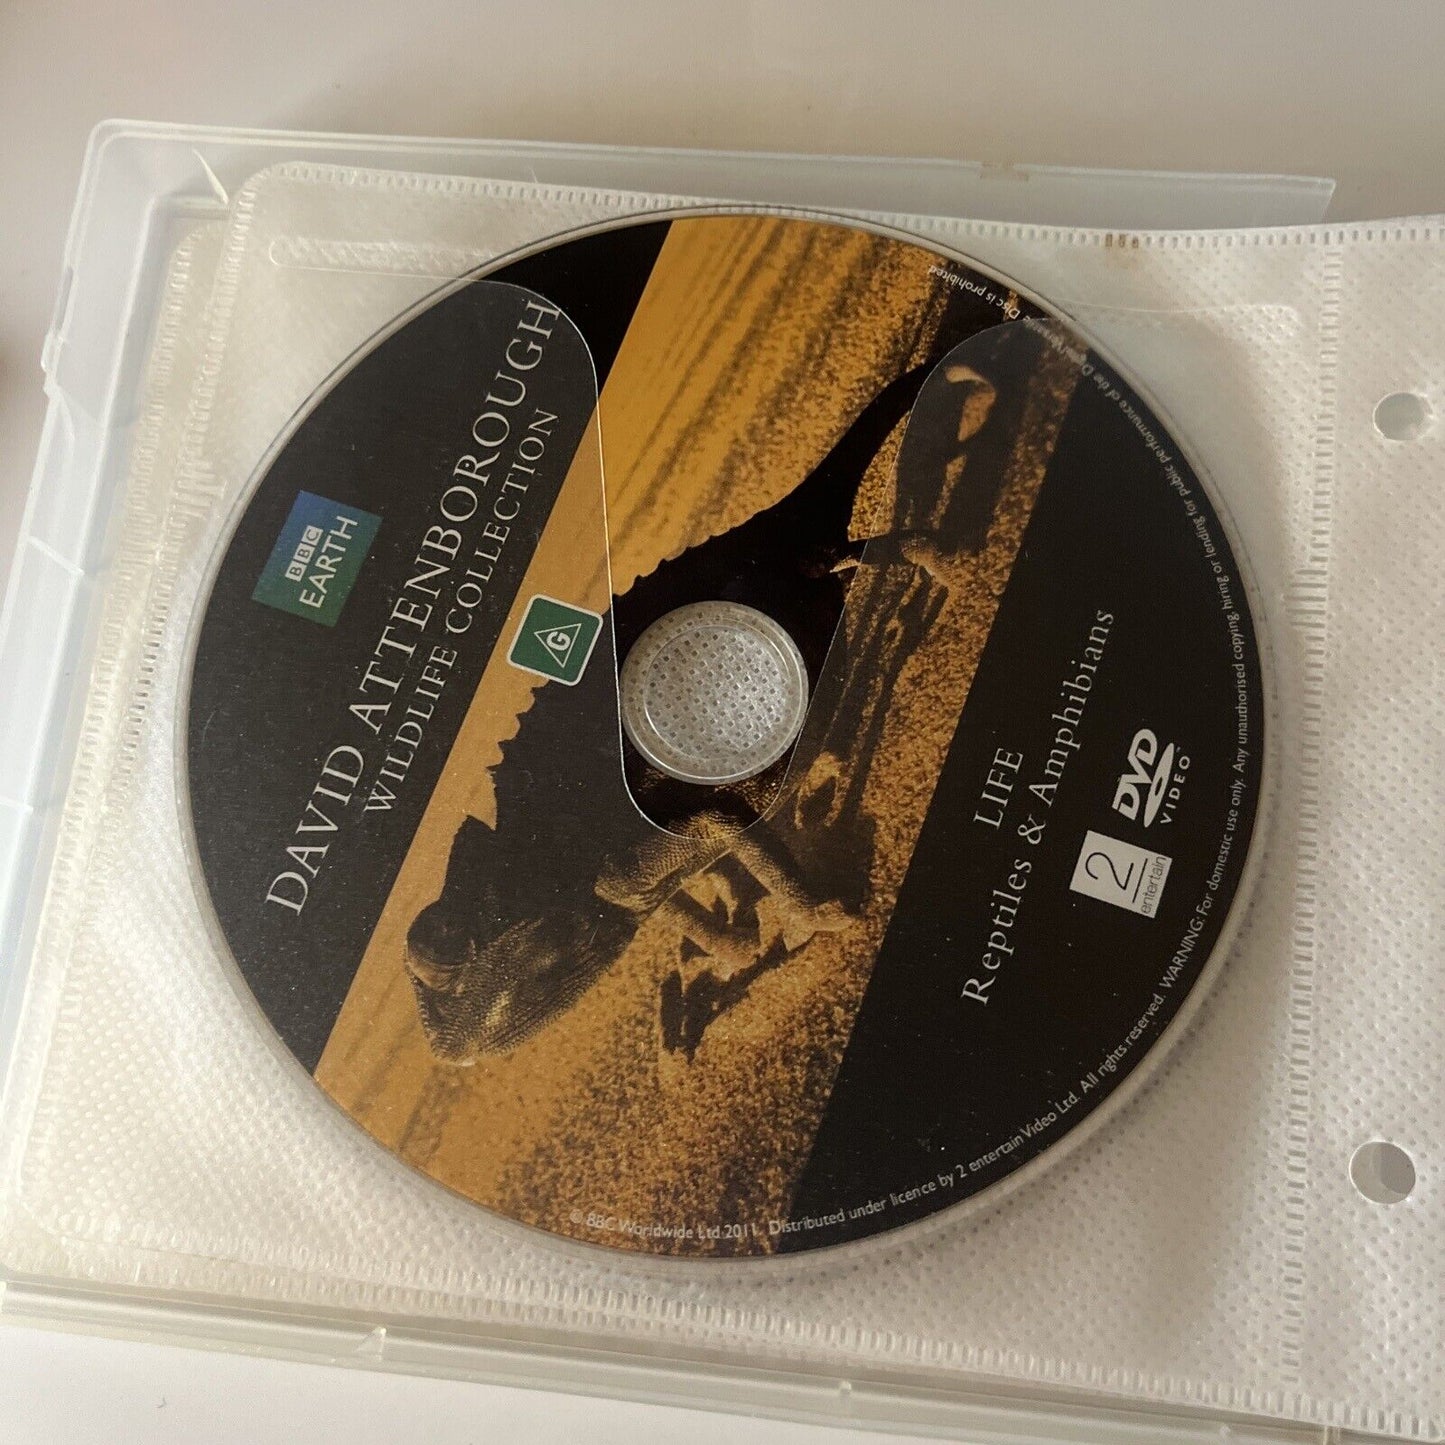 BBC
EARTH
DAVID ATTENBOROUGH
WILDLIFE COLLECTION
G
LIFE
Reptiles & Amphibians
DVD
VIDEO™
2
entertain
© BBC Worldwide Ltd 2011. Distributed under licence by 2 entertain Video Ltd. All rights reserved. WARNING: For domestic use only. Any unauthorised copying, hiring or lending for public performance of the Disc is prohibited